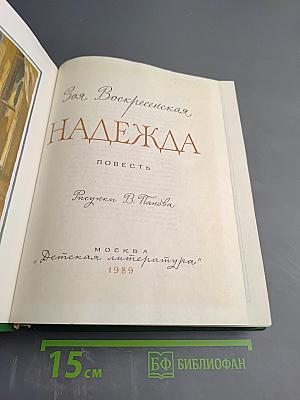 Зоя Воскресенская
НАДЕЖДА
ПОВЕСТЬ
Рисунки В. Панова
МОСКВА
„Детская литература"
1989
15 см
БФ БИБЛИОФАН